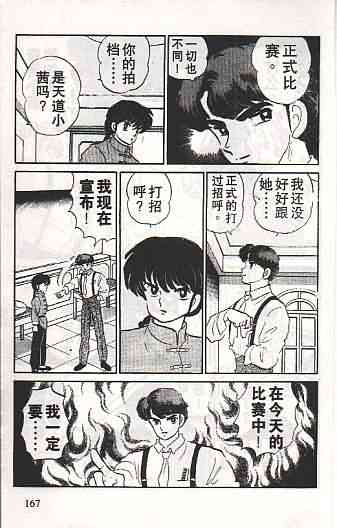 正式比
赛。
一切也
不同！
你的拍
档……
是天道小
茜吗？
我还没
好好跟
她……
正式的打
过招呼。
打招
呼？
我现在
宣布！
在今天的
比赛中！
我一定
要……
167